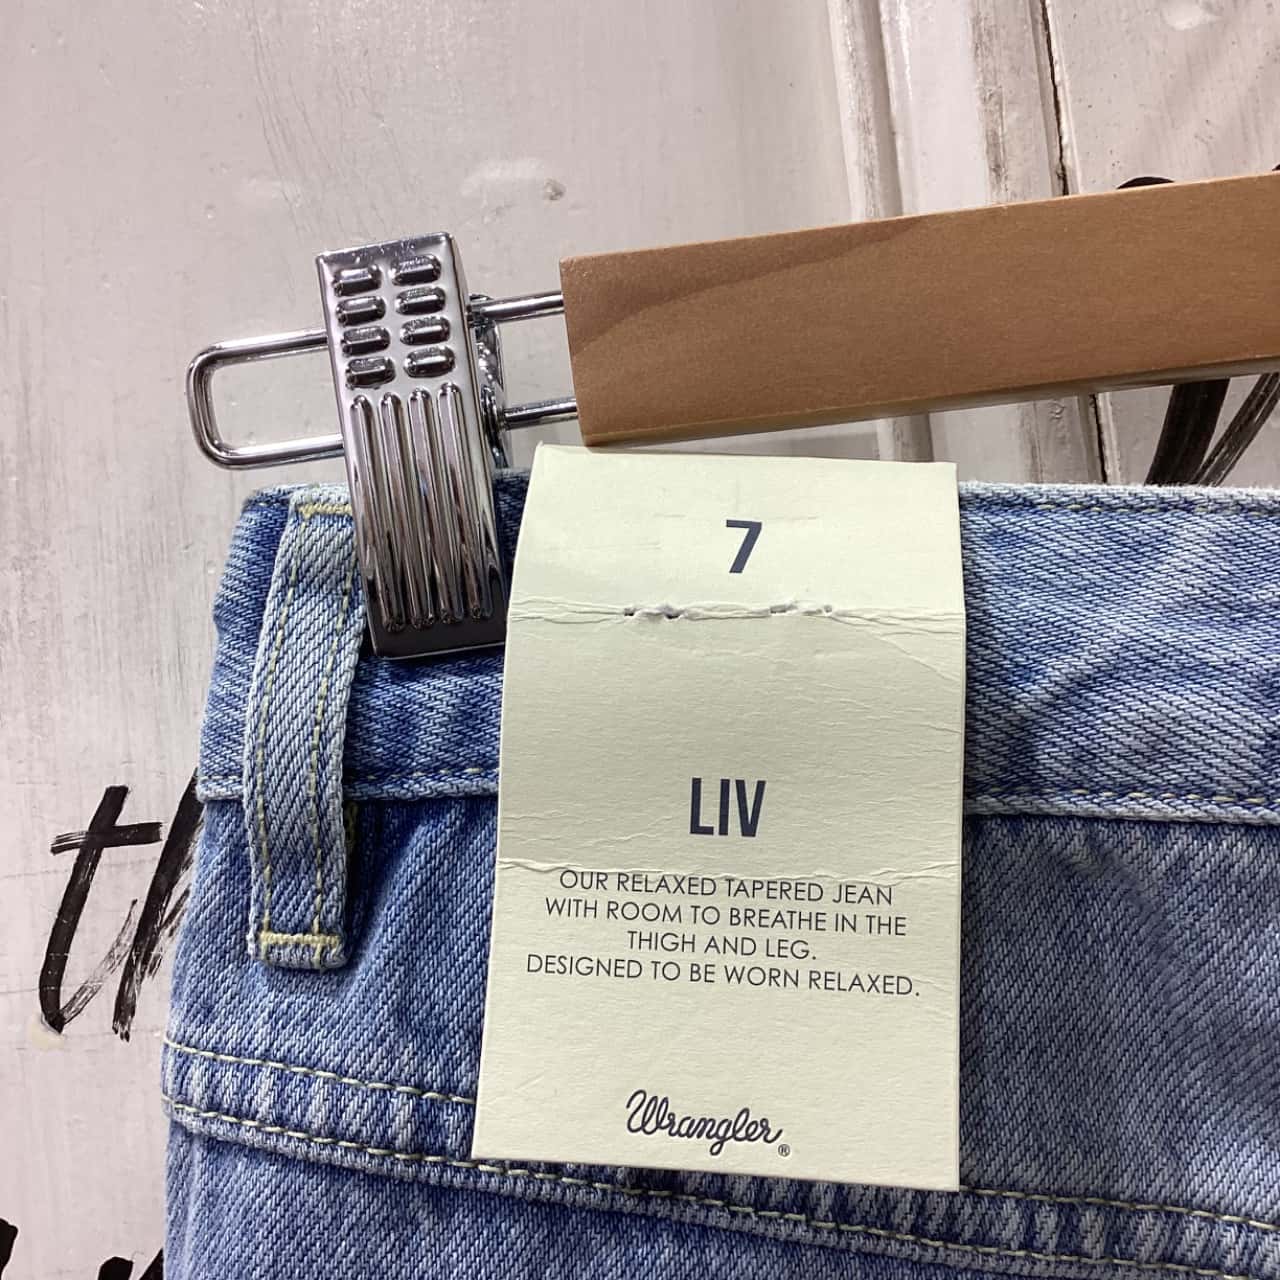 7
LIV
OUR RELAXED TAPERED JEAN
WITH ROOM TO BREATHE IN THE
THIGH AND LEG.
DESIGNED TO BE WORN RELAXED.
Wrangler®